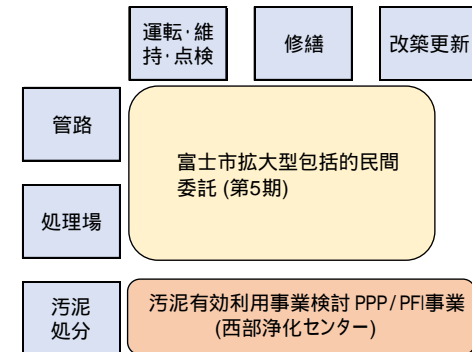 運転･維
持･点検
修繕
改築更新
管路
富士市拡大型包括的民間
委託 (第5期)
処理場
汚泥
処分
汚泥有効利用事業検討 PPP/PFI事業
(西部浄化センター)